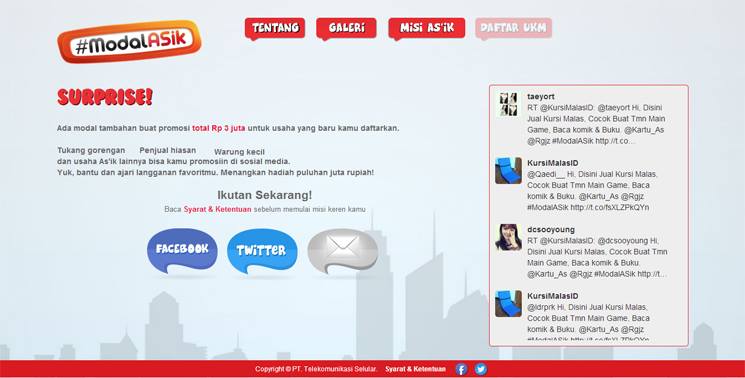 #ModalASik
TENTANG
GALERI
MISI AS'IK
DAFTAR UKM
SURPRISE!
Ada modal tambahan buat promosi total Rp 3 juta untuk usaha yang baru kamu daftarkan.
Tukang gorengan Penjual hiasan Warung kecil
dan usaha As'ik lainnya bisa kamu promosiin di sosial media.
Yuk, bantu dan ajari langganan favoritmu. Menangkan hadiah puluhan juta rupiah!
Ikutan Sekarang!
Baca Syarat & Ketentuan sebelum memulai misi keren kamu
FACEBOOK
TWITTER
taeyort
RT @KursiMalasID: @taeyort Hi, Disini
Jual Kursi Malas, Cocok Buat Tmn Main
Game, Baca komik & Buku. @Kartu_As
@Rgjz #ModalASik http://t.co…
KursiMalasID
@Qaedi__ Hi, Disini Jual Kursi Malas,
Cocok Buat Tmn Main Game, Baca
komik & Buku. @Kartu_As @Rgjz
#ModalASik http://t.co/fsXLZPkQYn
dcsooyoung
RT @KursiMalasID: @dcsooyoung Hi,
Disini Jual Kursi Malas, Cocok Buat Tmn
Main Game, Baca komik & Buku.
@Kartu_As @Rgjz #ModalASik http://t…
KursiMalasID
@ldrprk Hi, Disini Jual Kursi Malas,
Cocok Buat Tmn Main Game, Baca
komik & Buku. @Kartu_As @Rgjz
#ModalASik http://t.co/fsXLZPkQYn
Copyright © PT. Telekomunikasi Selular. Syarat & Ketentuan